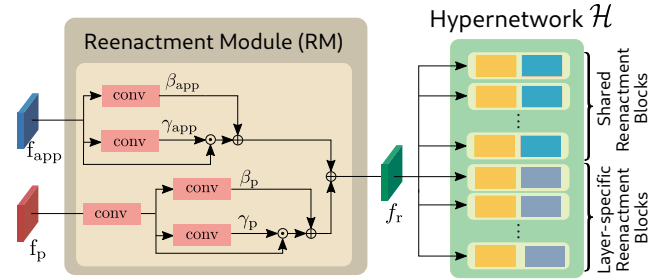 Reenactment Module (RM)
Hypernetwork ℋ
conv
β_app
conv
γ_app
f_app
conv
β_p
conv
conv
γ_p
f_p
f_r
Shared
Reenactment
Blocks
Layer-specific
Reenactment
Blocks